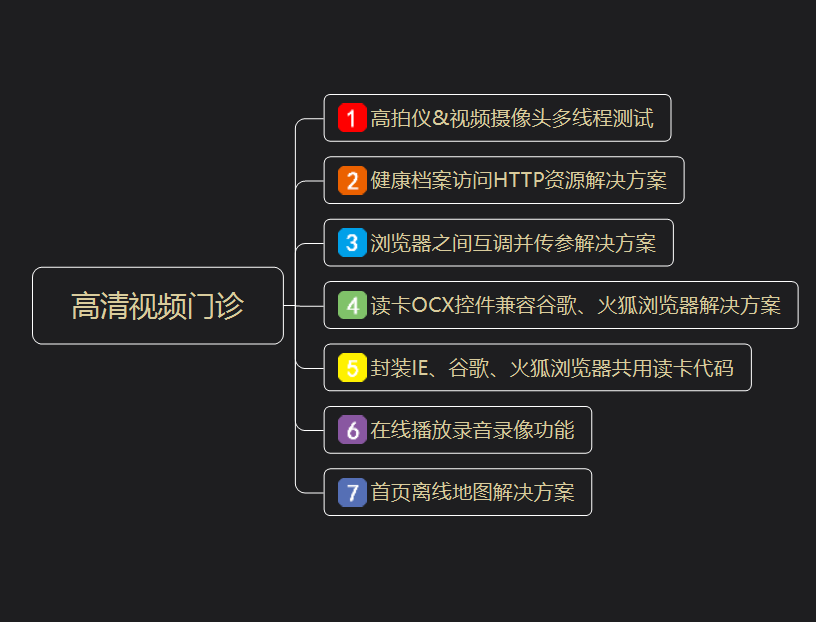 高清视频门诊
1 高拍仪&视频摄像头多线程测试
2 健康档案访问HTTP资源解决方案
3 浏览器之间互调并传参解决方案
4 读卡OCX控件兼容谷歌、火狐浏览器解决方案
5 封装IE、谷歌、火狐浏览器共用读卡代码
6 在线播放录音录像功能
7 首页离线地图解决方案